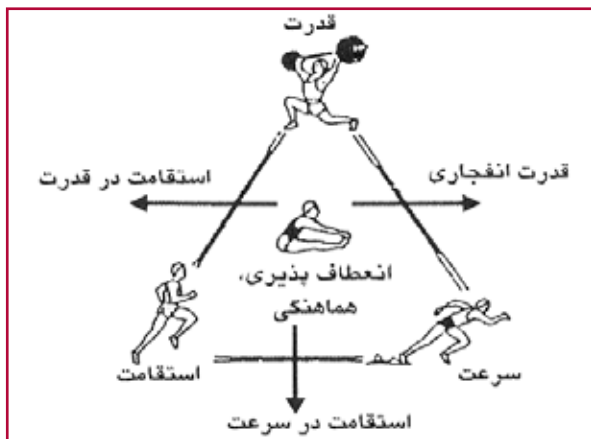 قدرت
استقامت در قدرت
قدرت انفجاری
انعطاف پذیری،
هماهنگی
استقامت
سرعت
استقامت در سرعت